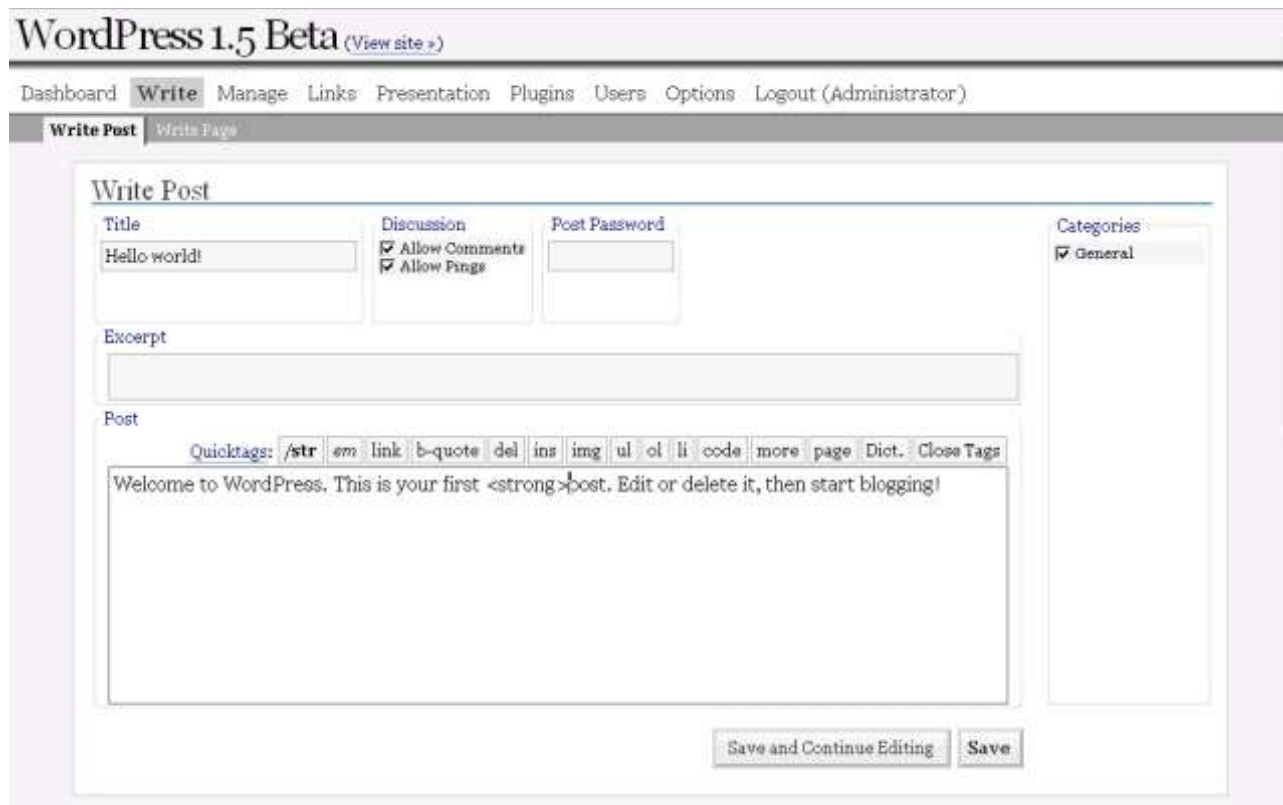 WordPress 1.5 Beta (View site »)
Dashboard Write Manage Links Presentation Plugins Users Options Logout (Administrator)
Write Post Write Page
Write Post
Title Discussion Post Password Categories
Hello world! Allow Comments General
Allow Pings
Excerpt
Post
Quicktags: /str em link b-quote del ins img ul ol li code more page Dict. Close Tags
Welcome to WordPress. This is your first <strong>post. Edit or delete it, then start blogging!
Save and Continue Editing Save